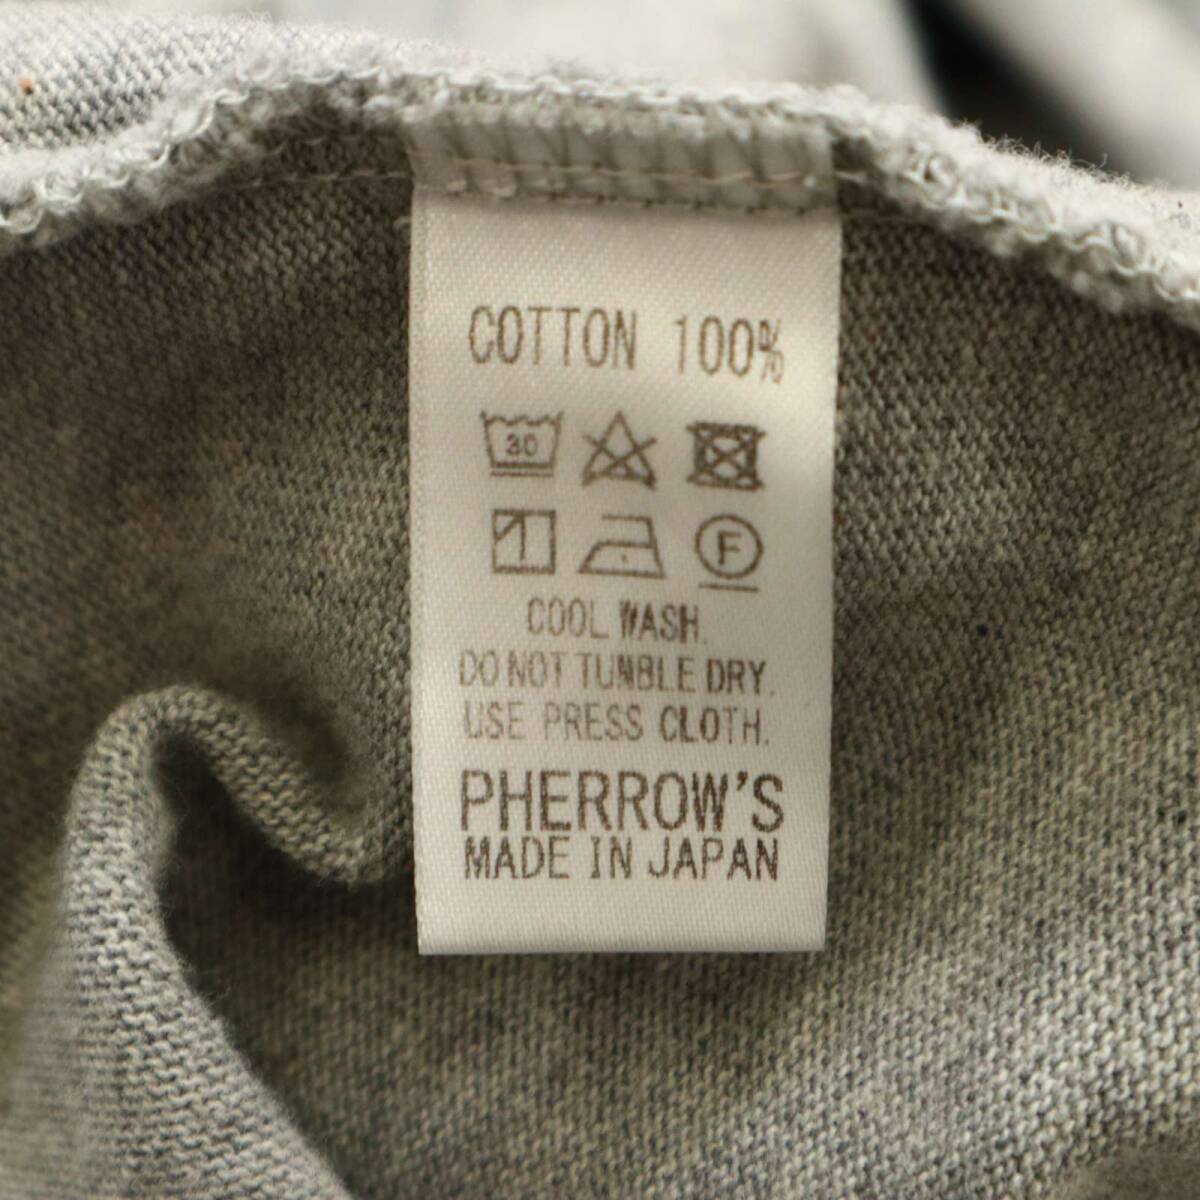 COTTON 100%
30
F
COOL WASH.
DO NOT TUMBLE DRY.
USE PRESS CLOTH.
PHERROW'S
MADE IN JAPAN